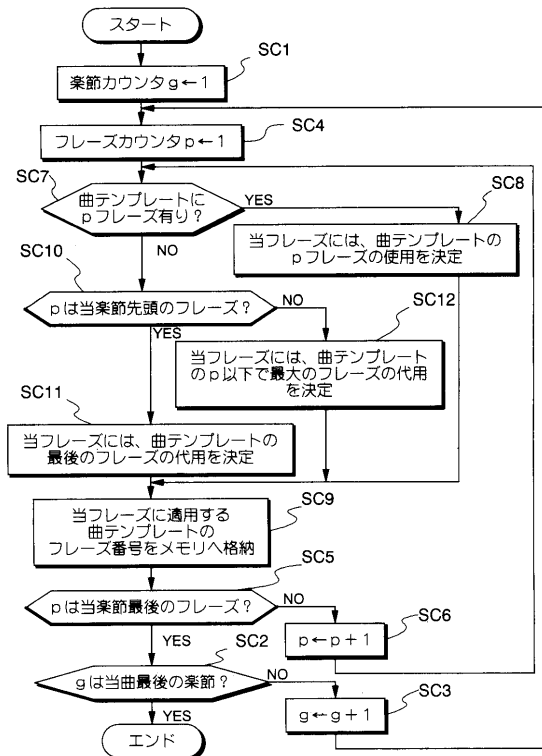 スタート
SC1
楽節カウンタg←1
SC4
フレーズカウンタp←1
SC7
曲テンプレートに
pフレーズ有り？
YES
SC8
当フレーズには、曲テンプレートの
pフレーズの使用を決定
NO
SC10
pは当楽節先頭のフレーズ？
NO
SC12
YES
当フレーズには、曲テンプレート
のp以下で最大のフレーズの代用
を決定
SC11
当フレーズには、曲テンプレートの
最後のフレーズの代用を決定
SC9
当フレーズに適用する
曲テンプレートの
フレーズ番号をメモリへ格納
SC5
pは当楽節最後のフレーズ？
NO
SC6
p←p+1
YES
SC2
gは当曲最後の楽節？
NO
SC3
g←g+1
YES
エンド